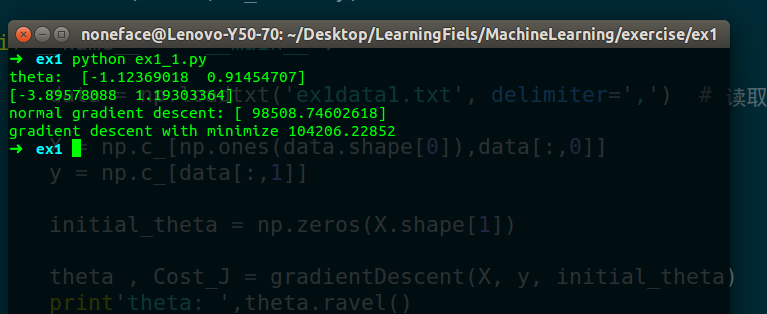 noneface@Lenovo-Y50-70: ~/Desktop/LearningFiels/MachineLearning/exercise/ex1
➜ ex1 python ex1_1.py
theta:  [-1.12369018  0.91454707]
[-3.89578088  1.19303364]
normal gradient descent: [ 98508.74602618]
gradient descent with minimize 104206.22852
➜ ex1
txt('ex1data1.txt', delimiter=',')  # 读取
= np.c_[np.ones(data.shape[0]),data[:,0]]
y = np.c_[data[:,1]]
initial_theta = np.zeros(X.shape[1])
theta , Cost_J = gradientDescent(X, y, initial_theta)
print'theta: ',theta.ravel()